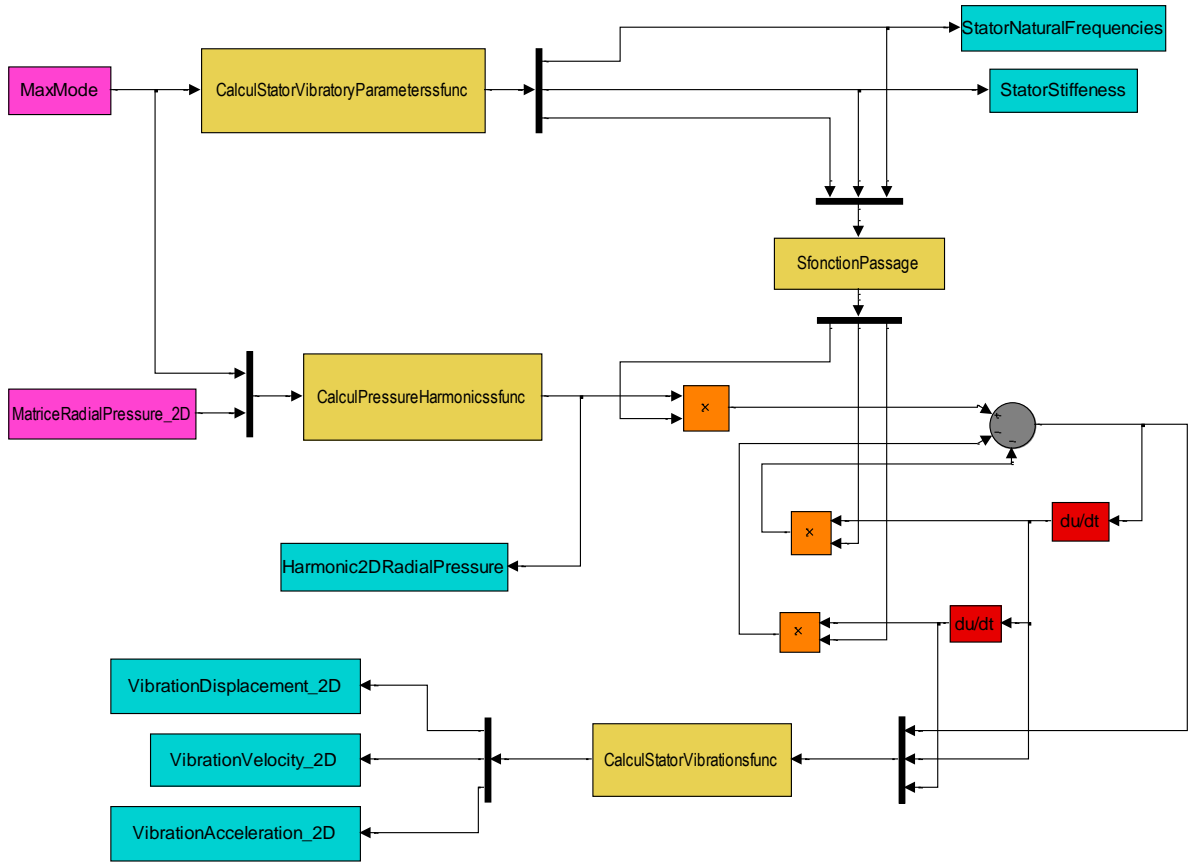 StatorNaturalFrequencies
MaxMode
CalculStatorVibratoryParameterssfunc
StatorStiffeness
SfonctionPassage
MatriceRadialPressure_2D
CalculPressureHarmonicssfunc
×
du/dt
×
Harmonic2DRadialPressure
du/dt
×
VibrationDisplacement_2D
VibrationVelocity_2D
CalculStatorVibrationsfunc
VibrationAcceleration_2D